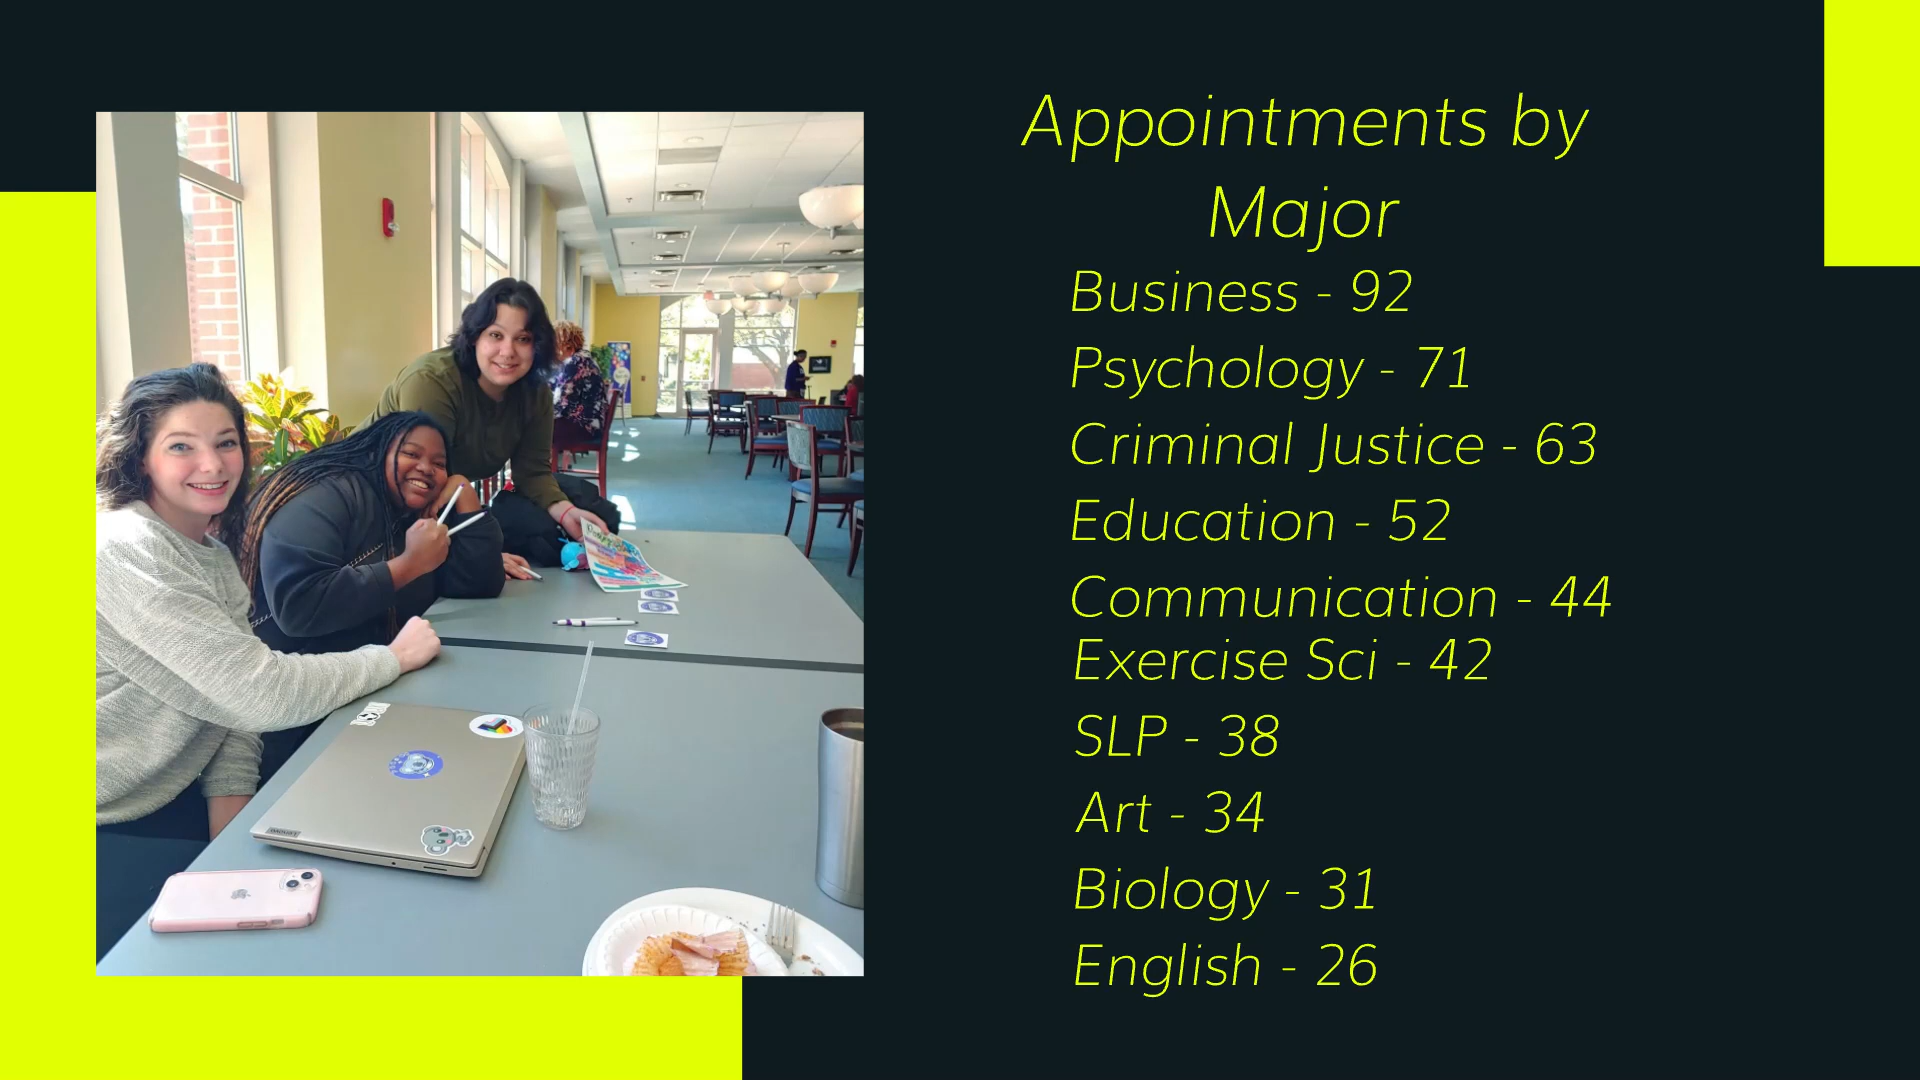 Appointments by
Major
Business - 92
Psychology - 71
Criminal Justice - 63
Education - 52
Communication - 44
Exercise Sci - 42
SLP - 38
Art - 34
Biology - 31
English - 26